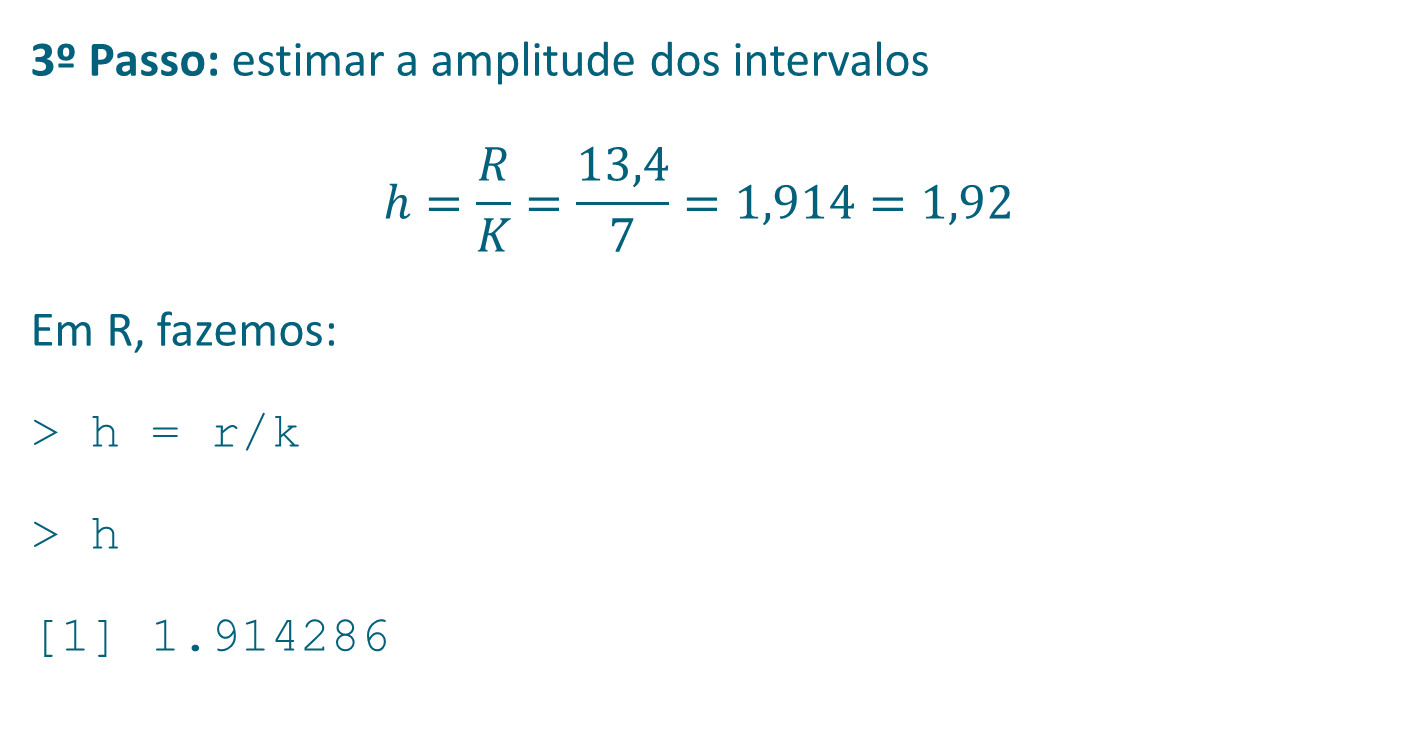 3º Passo: estimar a amplitude dos intervalos
h = R/K = 13,4/7 = 1,914 = 1,92
Em R, fazemos:
> h = r/k
> h
[1] 1.914286